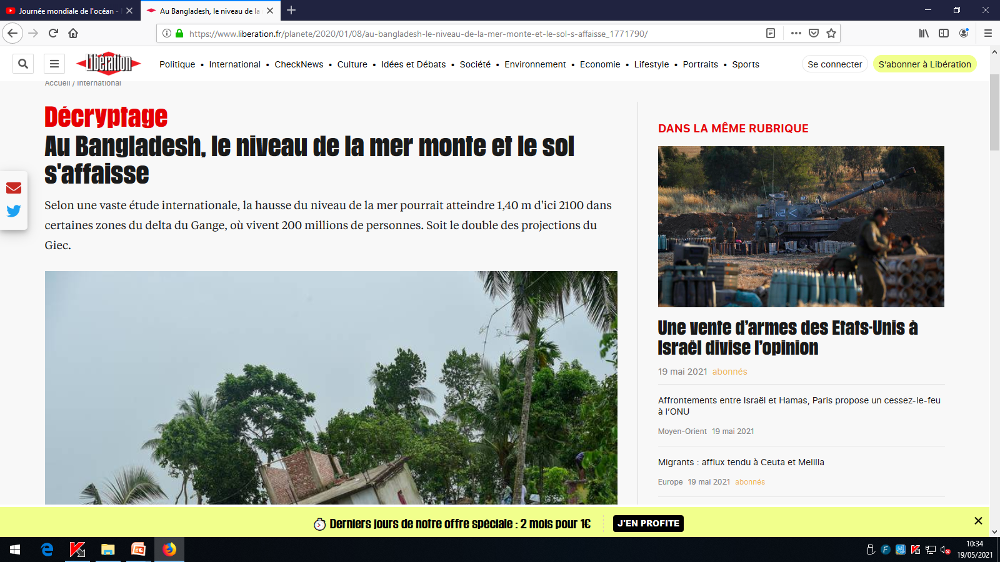 Journée mondiale de l'océan -
Au Bangladesh, le niveau de la
https://www.liberation.fr/planete/2020/01/08/au-bangladesh-le-niveau-de-la-mer-monte-et-le-sol-s-affaisse_1771790/
Libération
Politique • International • CheckNews • Culture • Idées et Débats • Société • Environnement • Economie • Lifestyle • Portraits • Sports
Se connecter
S'abonner à Libération
Accueil / International
Décryptage
Au Bangladesh, le niveau de la mer monte et le sol
s'affaisse
Selon une vaste étude internationale, la hausse du niveau de la mer pourrait atteindre 1,40 m d'ici 2100 dans
certaines zones du delta du Gange, où vivent 200 millions de personnes. Soit le double des projections du
Giec.
DANS LA MÊME RUBRIQUE
Une vente d’armes des Etats-Unis à
Israël divise l’opinion
19 mai 2021 abonnés
Affrontements entre Israël et Hamas, Paris propose un cessez-le-feu
à l’ONU
Moyen-Orient 19 mai 2021
Migrants : afflux tendu à Ceuta et Melilla
Europe 19 mai 2021 abonnés
Derniers jours de notre offre spéciale : 2 mois pour 1€
J'EN PROFITE
10:34
19/05/2021